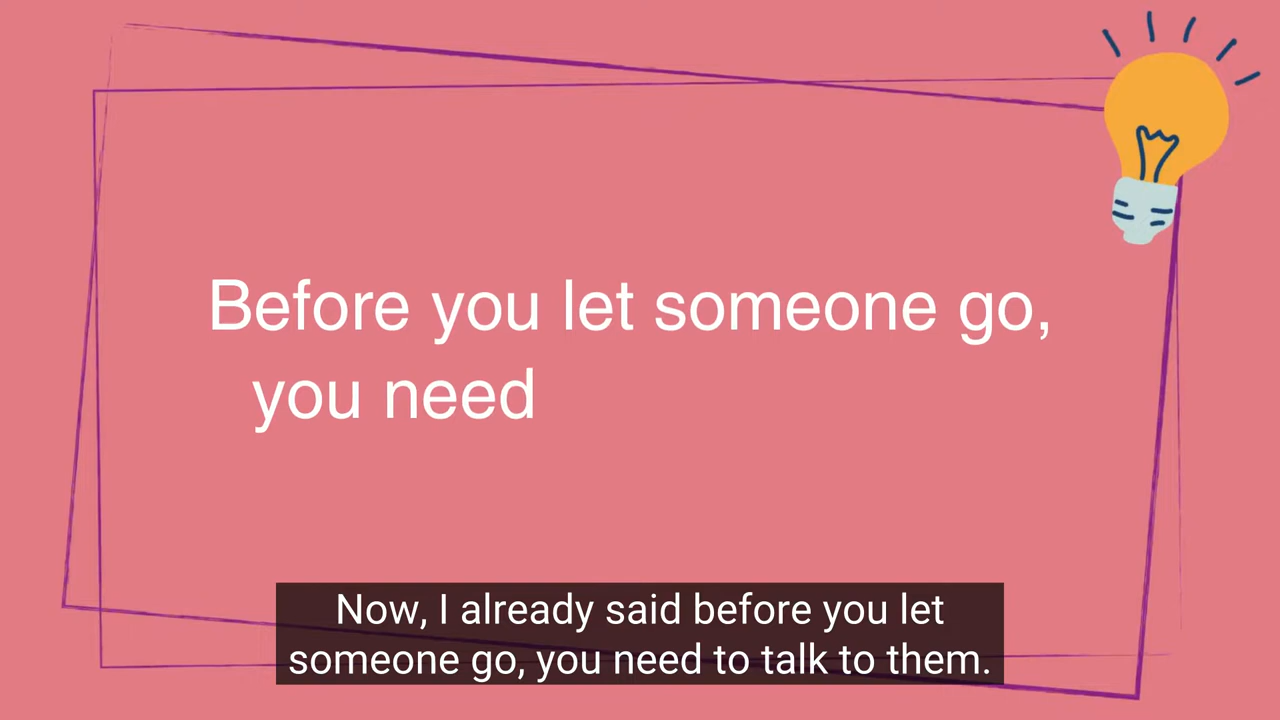 Before you let someone go,
you need
Now, I already said before you let
someone go, you need to talk to them.